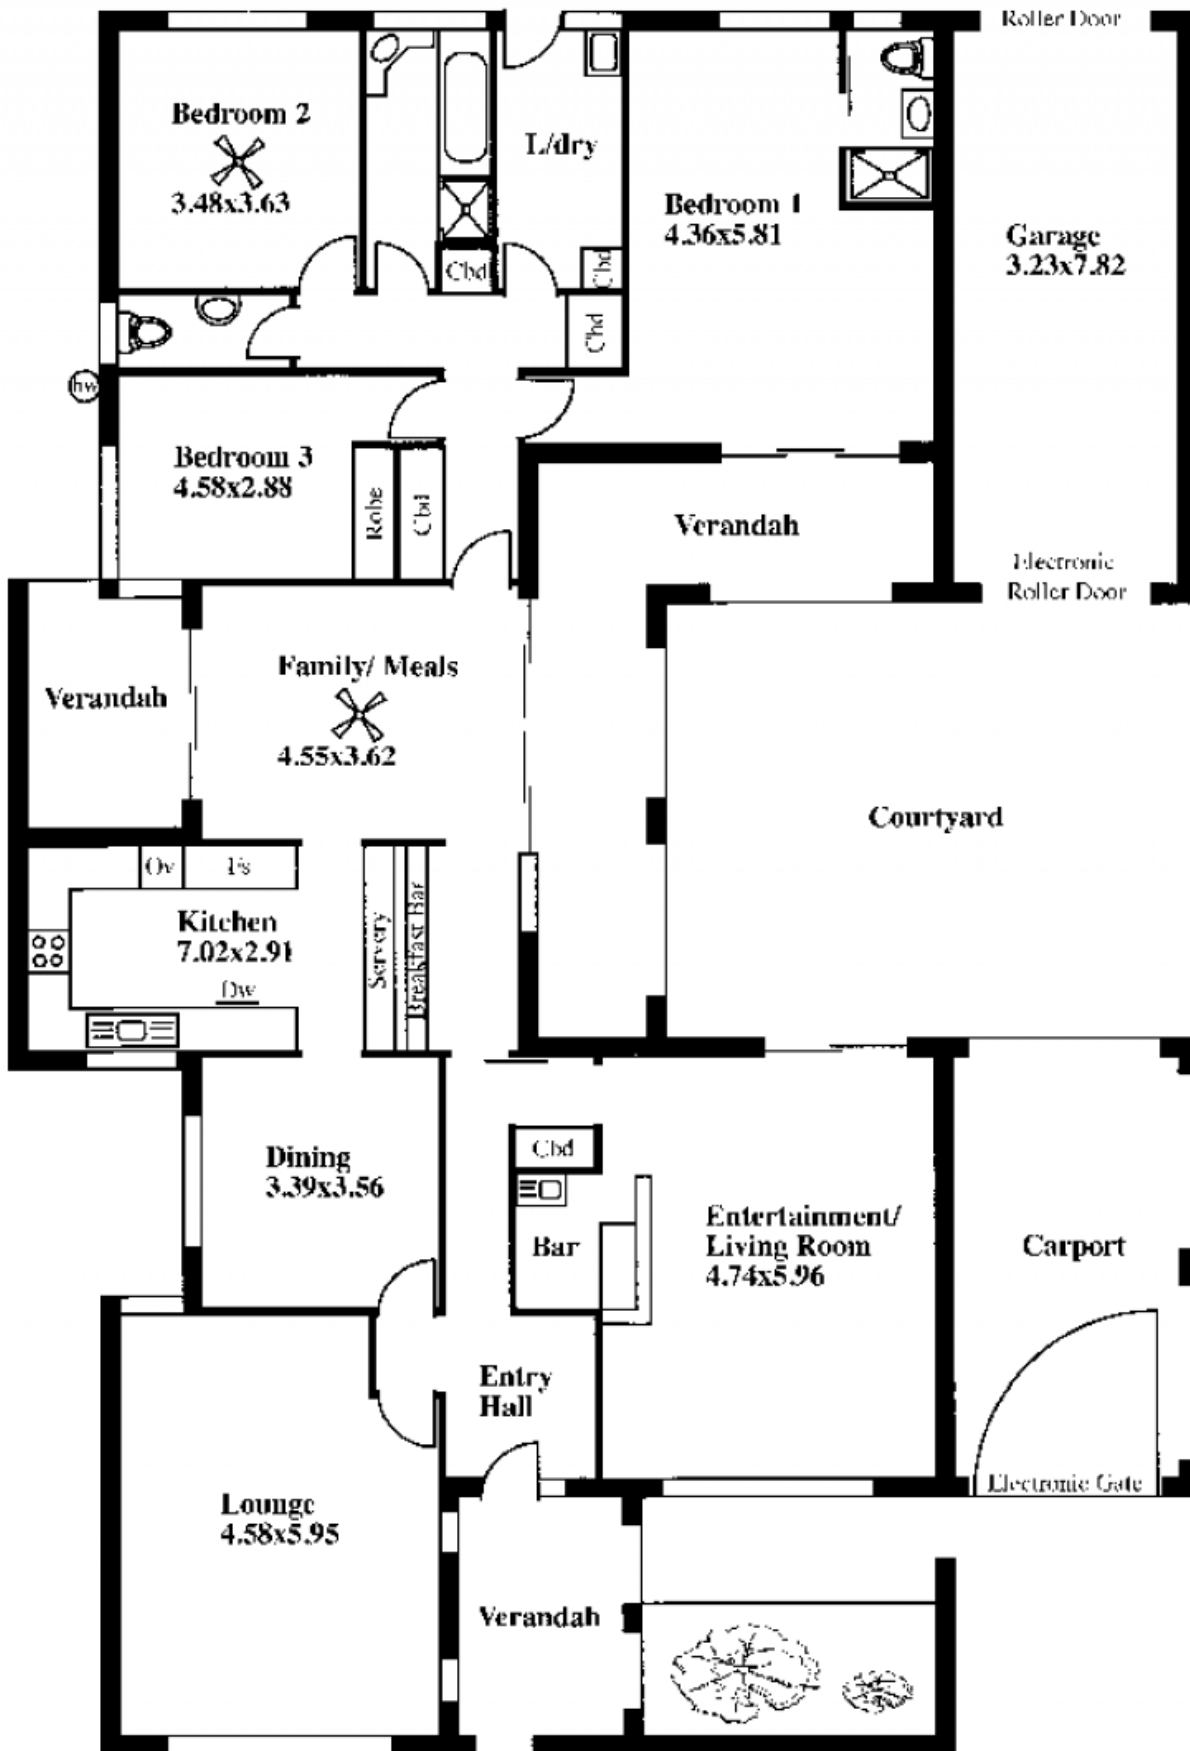 Roller Door
Bedroom 2
3.48x3.63
L/dry
Bedroom 1
4.36x5.81
Garage
3.23x7.82
Cbd
Cbd
Cbd
hw
Bedroom 3
4.58x2.88
Robe
Cbd
Verandah
Electronic
Roller Door
Verandah
Family/ Meals
4.55x3.62
Courtyard
Ov
Fs
Kitchen
7.02x2.91
Dw
Servery
Breakfast Bar
Dining
3.39x3.56
Cbd
Bar
Entertainment/
Living Room
4.74x5.96
Carport
Entry
Hall
Electronic Gate
Lounge
4.58x5.95
Verandah